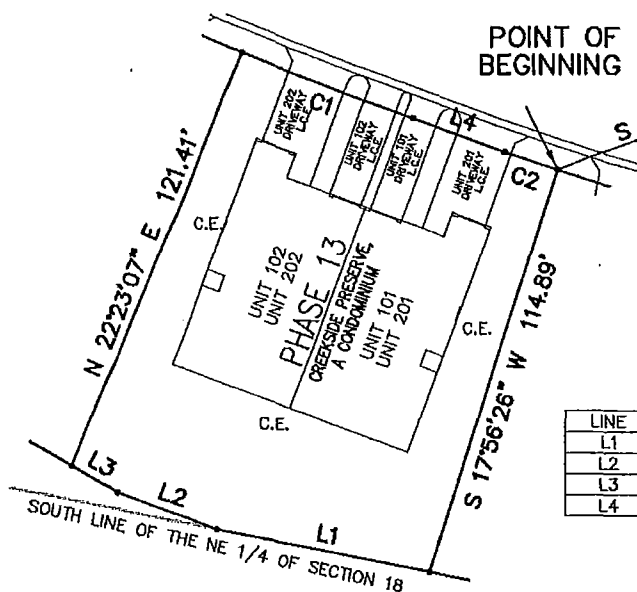 POINT OF
BEGINNING
S
C1
L4
C2
UNIT 202
DRIVEWAY
L.C.E.
UNIT 102
DRIVEWAY
L.C.E.
UNIT 101
DRIVEWAY
L.C.E.
UNIT 201
DRIVEWAY
L.C.E.
N 22°23'07" E 121.41'
C.E.
UNIT 102
UNIT 202
PHASE 13
CREEKSIDE PRESERVE,
A CONDOMINIUM
UNIT 101
UNIT 201
C.E.
S 17°56'26" W 114.89'
C.E.
L3
L2
L1
SOUTH LINE OF THE NE 1/4 OF SECTION 18
LINE
L1
L2
L3
L4